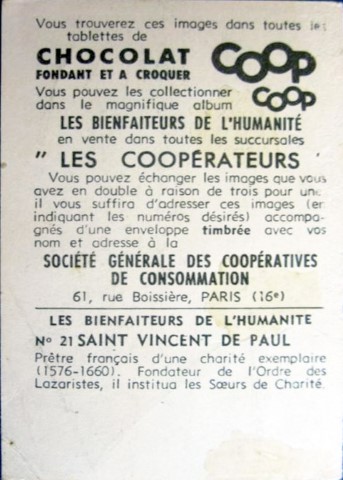 Vous trouverez ces images dans toutes les
tablettes de
CHOCOLAT COOP
FONDANT ET A CROQUER
Vous pouvez les collectionner
dans le magnifique album COOP
LES BIENFAITEURS DE L'HUMANITÉ
en vente dans toutes les succursales
" LES COOPÉRATEURS "
Vous pouvez échanger les images que vous
avez en double à raison de trois pour une.
il vous suffira d'adresser ces images (en
indiquant les numéros désirés) accompa-
gnés d'une enveloppe timbrée avec vos
nom et adresse à la
SOCIÉTÉ GÉNÉRALE DES COOPÉRATIVES
DE CONSOMMATION
61, rue Boissière, PARIS (16e)
LES BIENFAITEURS DE L'HUMANITE
No 21 SAINT VINCENT DE PAUL
Prêtre français d'une charité exemplaire
(1576-1660). Fondateur de l'Ordre des
Lazaristes, il institua les Sœurs de Charité.